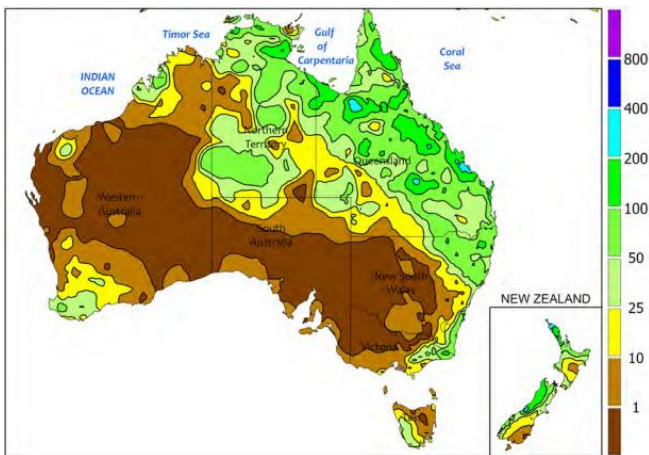 Timor Sea
Gulf
of
Carpentaria
Coral
Sea
INDIAN
OCEAN
Northern
Territory
Queensland
Western
Australia
South
Australia
New South
Wales
Victoria
NEW ZEALAND
800
400
200
100
50
25
10
1